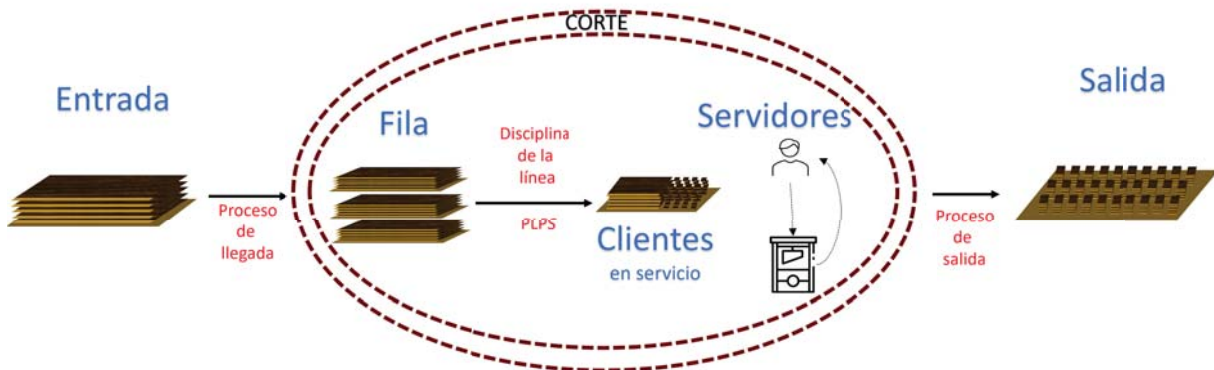 CORTE
Entrada
Proceso
de
llegada
Fila
Disciplina
de la
línea
PLPS
Clientes
en servicio
Servidores
Proceso
de
salida
Salida